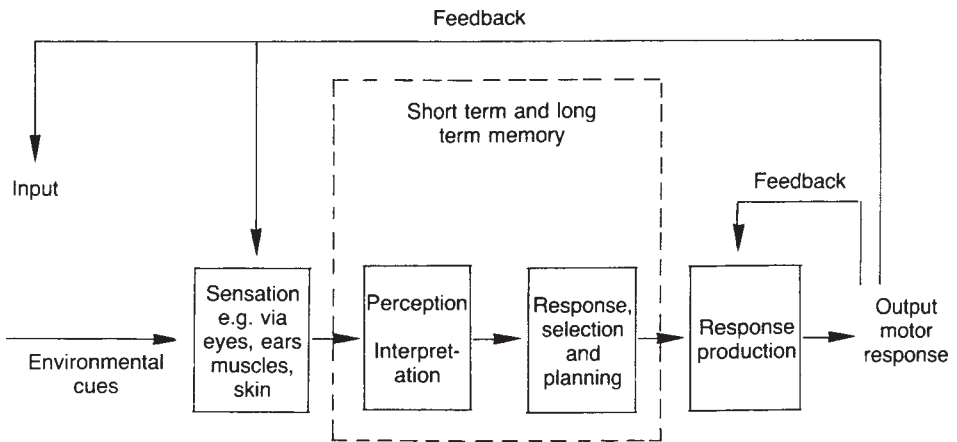 Feedback
Short term and long
term memory
Input
Feedback
Environmental
cues
Sensation
e.g. via
eyes, ears
muscles,
skin
Perception
Interpret-
ation
Response,
selection
and
planning
Response
production
Output
motor
response